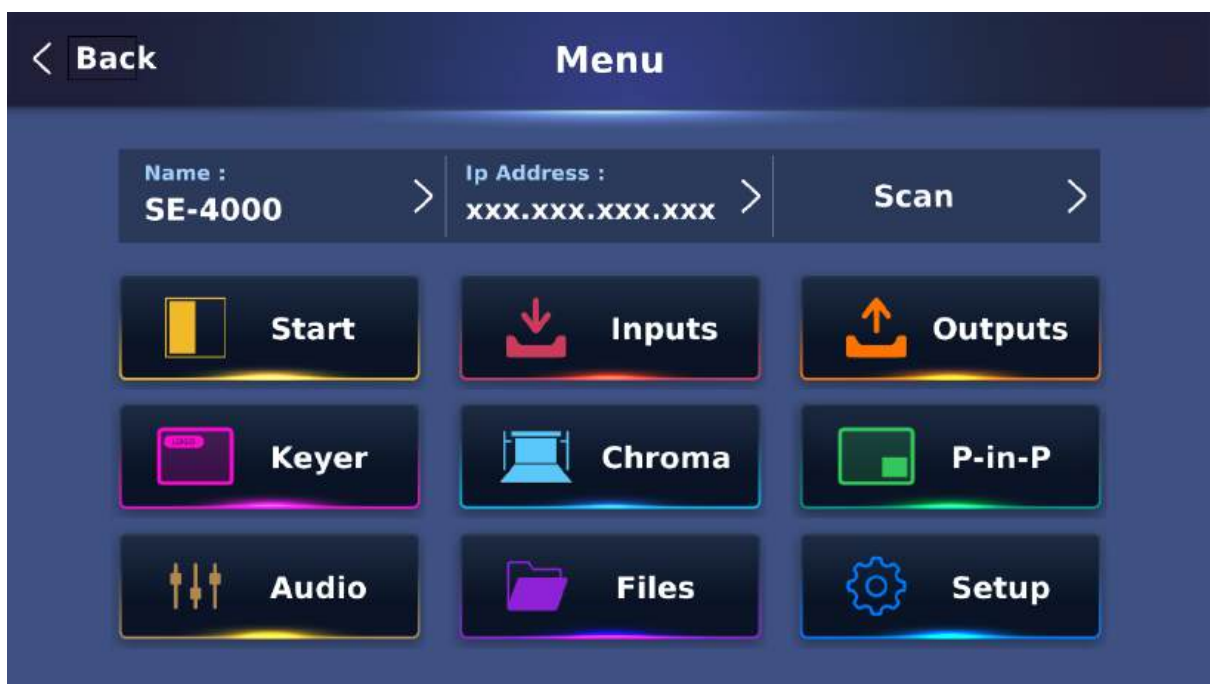 Back
Menu
Name :
SE-4000
Ip Address :
xxx.xxx.xxx.xxx
Scan
Start
Inputs
Outputs
LOGO
Keyer
Chroma
P-in-P
Audio
Files
Setup